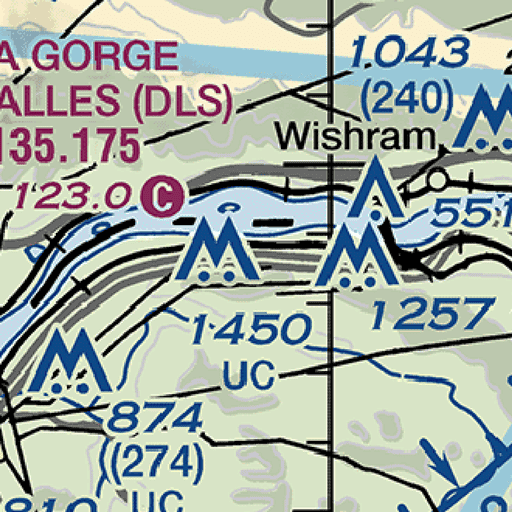 A GORGE
ALLES (DLS)
135.175
123.0 C
1043
(240)
Wishram
551
1450
UC
1257
874
((274)
UC